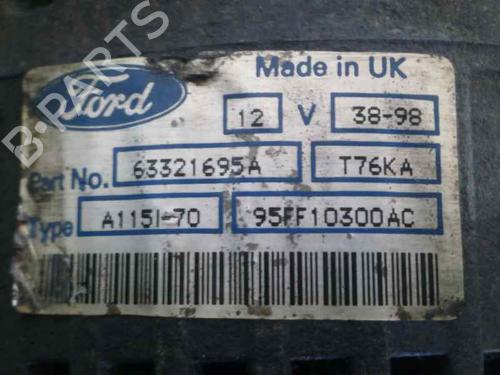 Ford
Made in UK
12 V 38-98
Part No. 63321695A T76KA
Type A115I-70 95FF10300AC
B-PARTS